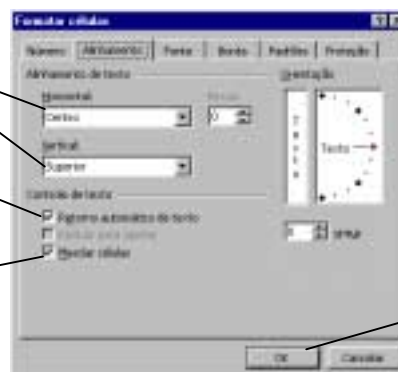 Formatar células
Número Alinhamento Fonte Borda Padrões Proteção
Alinhamento de texto
Orientação
Horizontal:
Recuo:
Centro
0
Vertical:
Superior
Texto
Texto
Controle de texto
Retorno automático de texto
Reduzir para ajustar
0 graus
Mesclar células
OK Cancelar